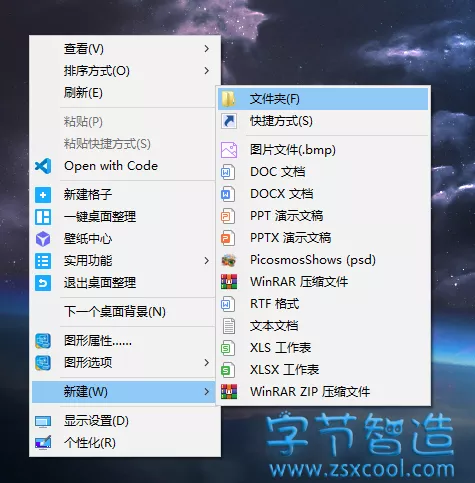 查看(V)
排序方式(O)
刷新(E)
粘贴(P)
粘贴快捷方式(S)
Open with Code
新建格子
一键桌面整理
壁纸中心
实用功能
退出桌面整理
下一个桌面背景(N)
图形属性......
图形选项
新建(W)
显示设置(D)
个性化(R)
文件夹(F)
快捷方式(S)
图片文件(.bmp)
DOC 文档
DOCX 文档
PPT 演示文稿
PPTX 演示文稿
PicosmosShows (psd)
WinRAR 压缩文件
RTF 格式
文本文档
XLS 工作表
XLSX 工作表
WinRAR ZIP 压缩文件
字节智造
www.zsxcool.com